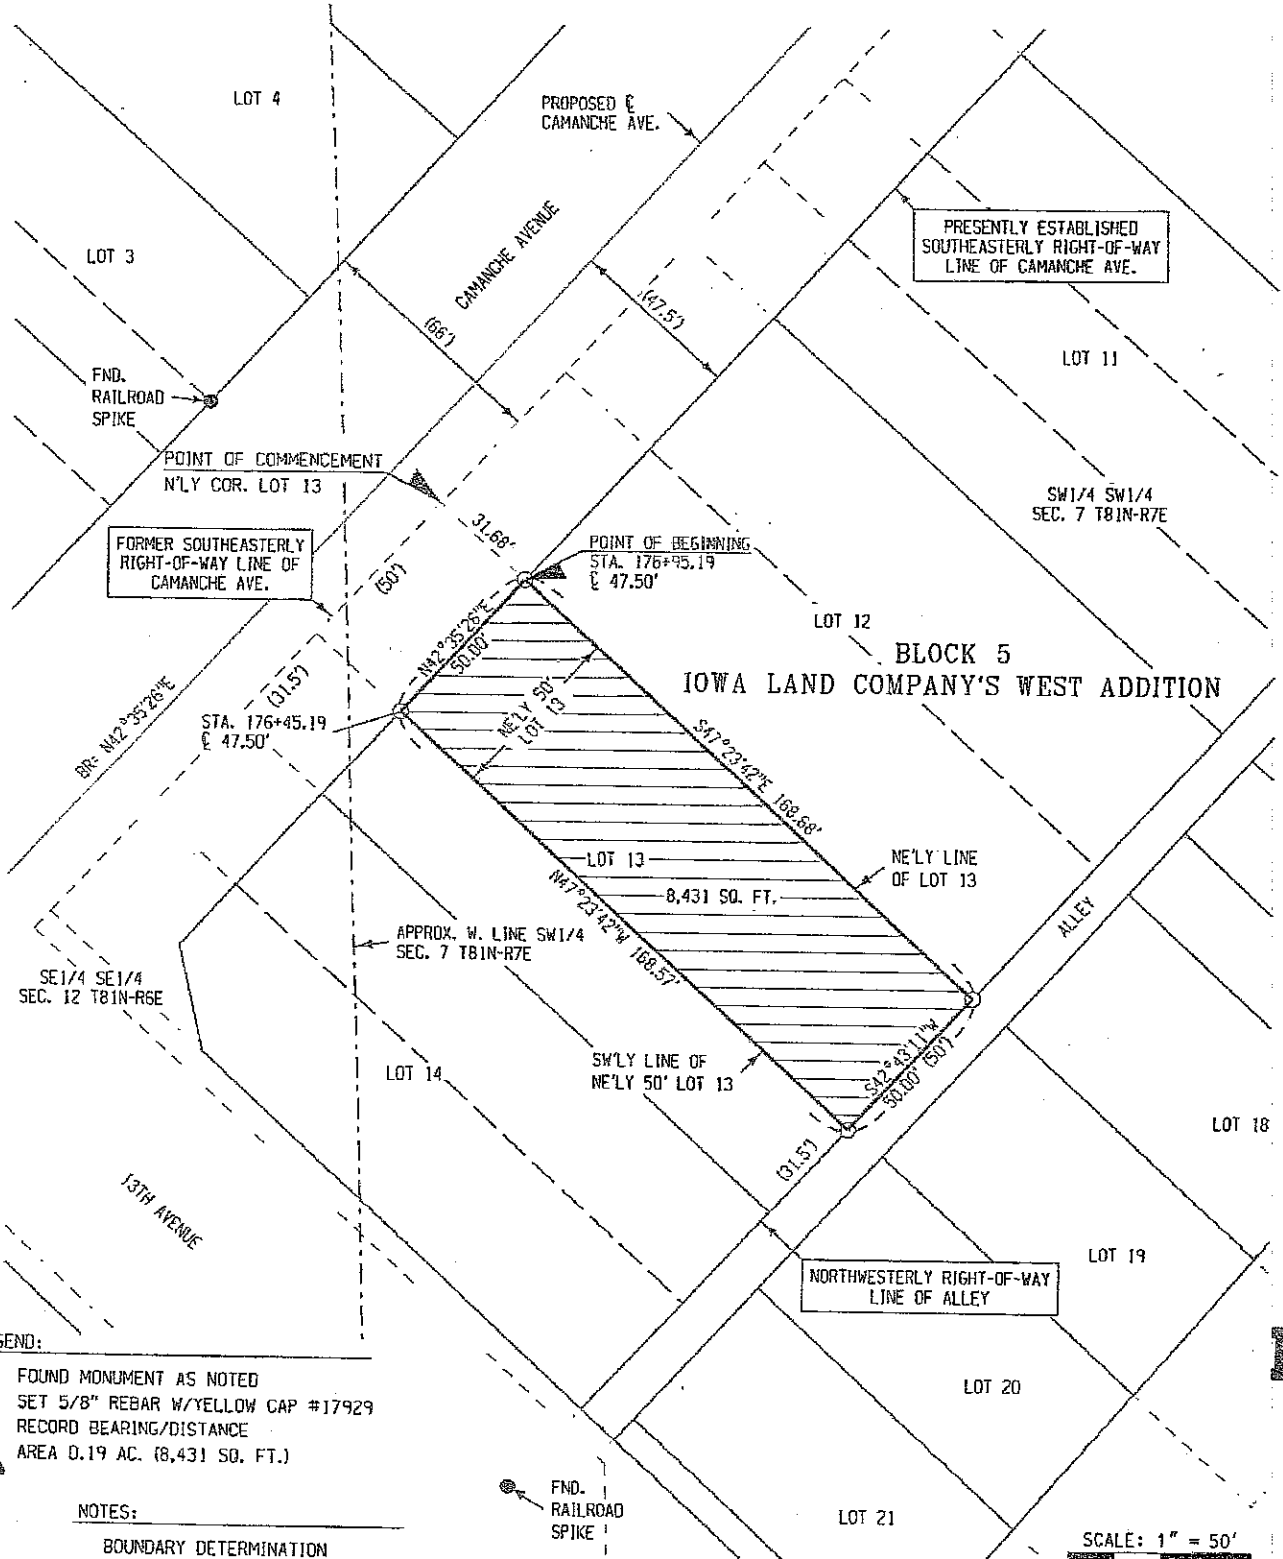 LOT 4
PROPOSED ℄
CAMANCHE AVE.
CAMANCHE AVENUE
PRESENTLY ESTABLISHED
SOUTHEASTERLY RIGHT-OF-WAY
LINE OF CAMANCHE AVE.
LOT 3
(66')
(47.5')
LOT 11
FND.
RAILROAD
SPIKE
POINT OF COMMENCEMENT
N'LY COR. LOT 13
SW1/4 SW1/4
SEC. 7 T81N-R7E
31.68'
FORMER SOUTHEASTERLY
RIGHT-OF-WAY LINE OF
CAMANCHE AVE.
(50')
POINT OF BEGINNING
STA. 176+95.19
℄ 47.50'
LOT 12
BLOCK 5
IOWA LAND COMPANY'S WEST ADDITION
N42°35'26"E
50.00'
(31.5')
BR= N42°35'26"E
STA. 176+45.19
℄ 47.50'
NE'LY 50'
LOT 13
S47°23'42"E 168.68'
LOT 13
8,431 SQ. FT.
NE'LY LINE
OF LOT 13
N47°23'42"W 168.57'
ALLEY
APPROX. W. LINE SW1/4
SEC. 7 T81N-R7E
SE1/4 SE1/4
SEC. 12 T81N-R6E
SW'LY LINE OF
NE'LY 50' LOT 13
S42°43'11"W
50.00' (50')
LOT 14
LOT 18
(31.5')
13TH AVENUE
LOT 19
NORTHWESTERLY RIGHT-OF-WAY
LINE OF ALLEY
GEND:
FOUND MONUMENT AS NOTED
SET 5/8" REBAR W/YELLOW CAP #17929
RECORD BEARING/DISTANCE
AREA 0.19 AC. (8,431 SQ. FT.)
LOT 20
NOTES:
BOUNDARY DETERMINATION
FND.
RAILROAD
SPIKE
LOT 21
SCALE: 1" = 50'